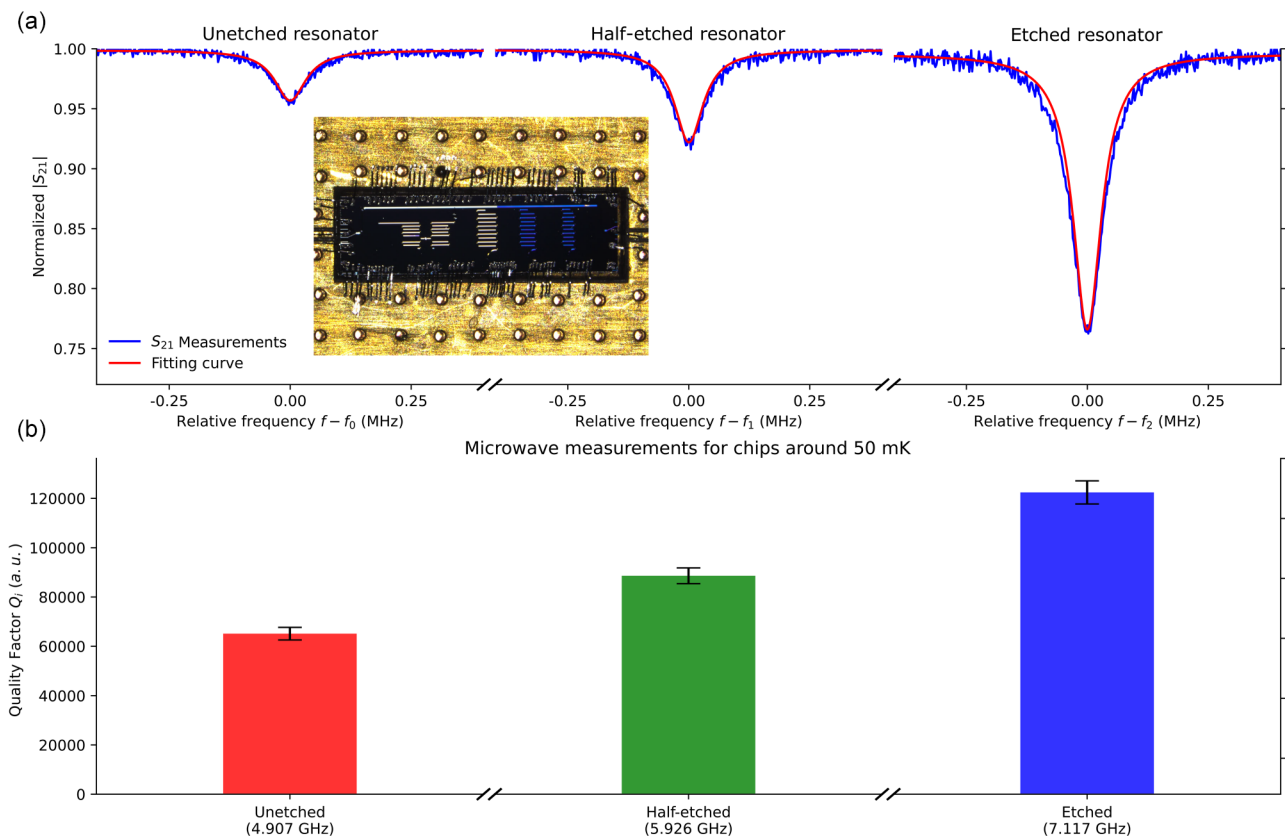 (a)
Unetched resonator
Half-etched resonator
Etched resonator
1.00
0.95
0.90
0.85
0.80
0.75
Normalized |S₂₁|
S₂₁ Measurements
Fitting curve
-0.25 0.00 0.25
-0.25 0.00 0.25
-0.25 0.00 0.25
Relative frequency f − f₀ (MHz)
Relative frequency f − f₁ (MHz)
Relative frequency f − f₂ (MHz)
(b)
Microwave measurements for chips around 50 mK
120000
100000
80000
60000
40000
20000
0
Quality Factor Qᵢ (a.u.)
Unetched
(4.907 GHz)
Half-etched
(5.926 GHz)
Etched
(7.117 GHz)